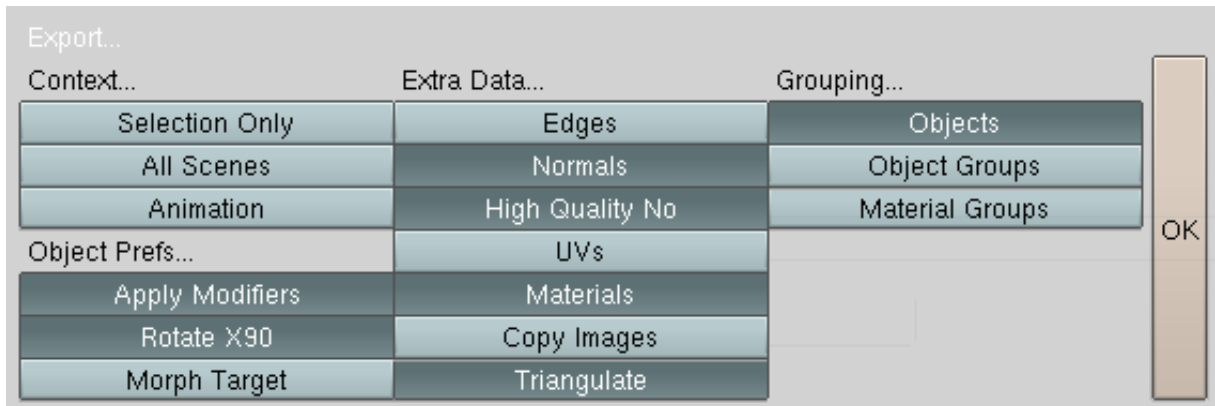 Export...
Context...
Selection Only
All Scenes
Animation
Object Prefs...
Apply Modifiers
Rotate X90
Morph Target
Extra Data...
Edges
Normals
High Quality No
UVs
Materials
Copy Images
Triangulate
Grouping...
Objects
Object Groups
Material Groups
OK